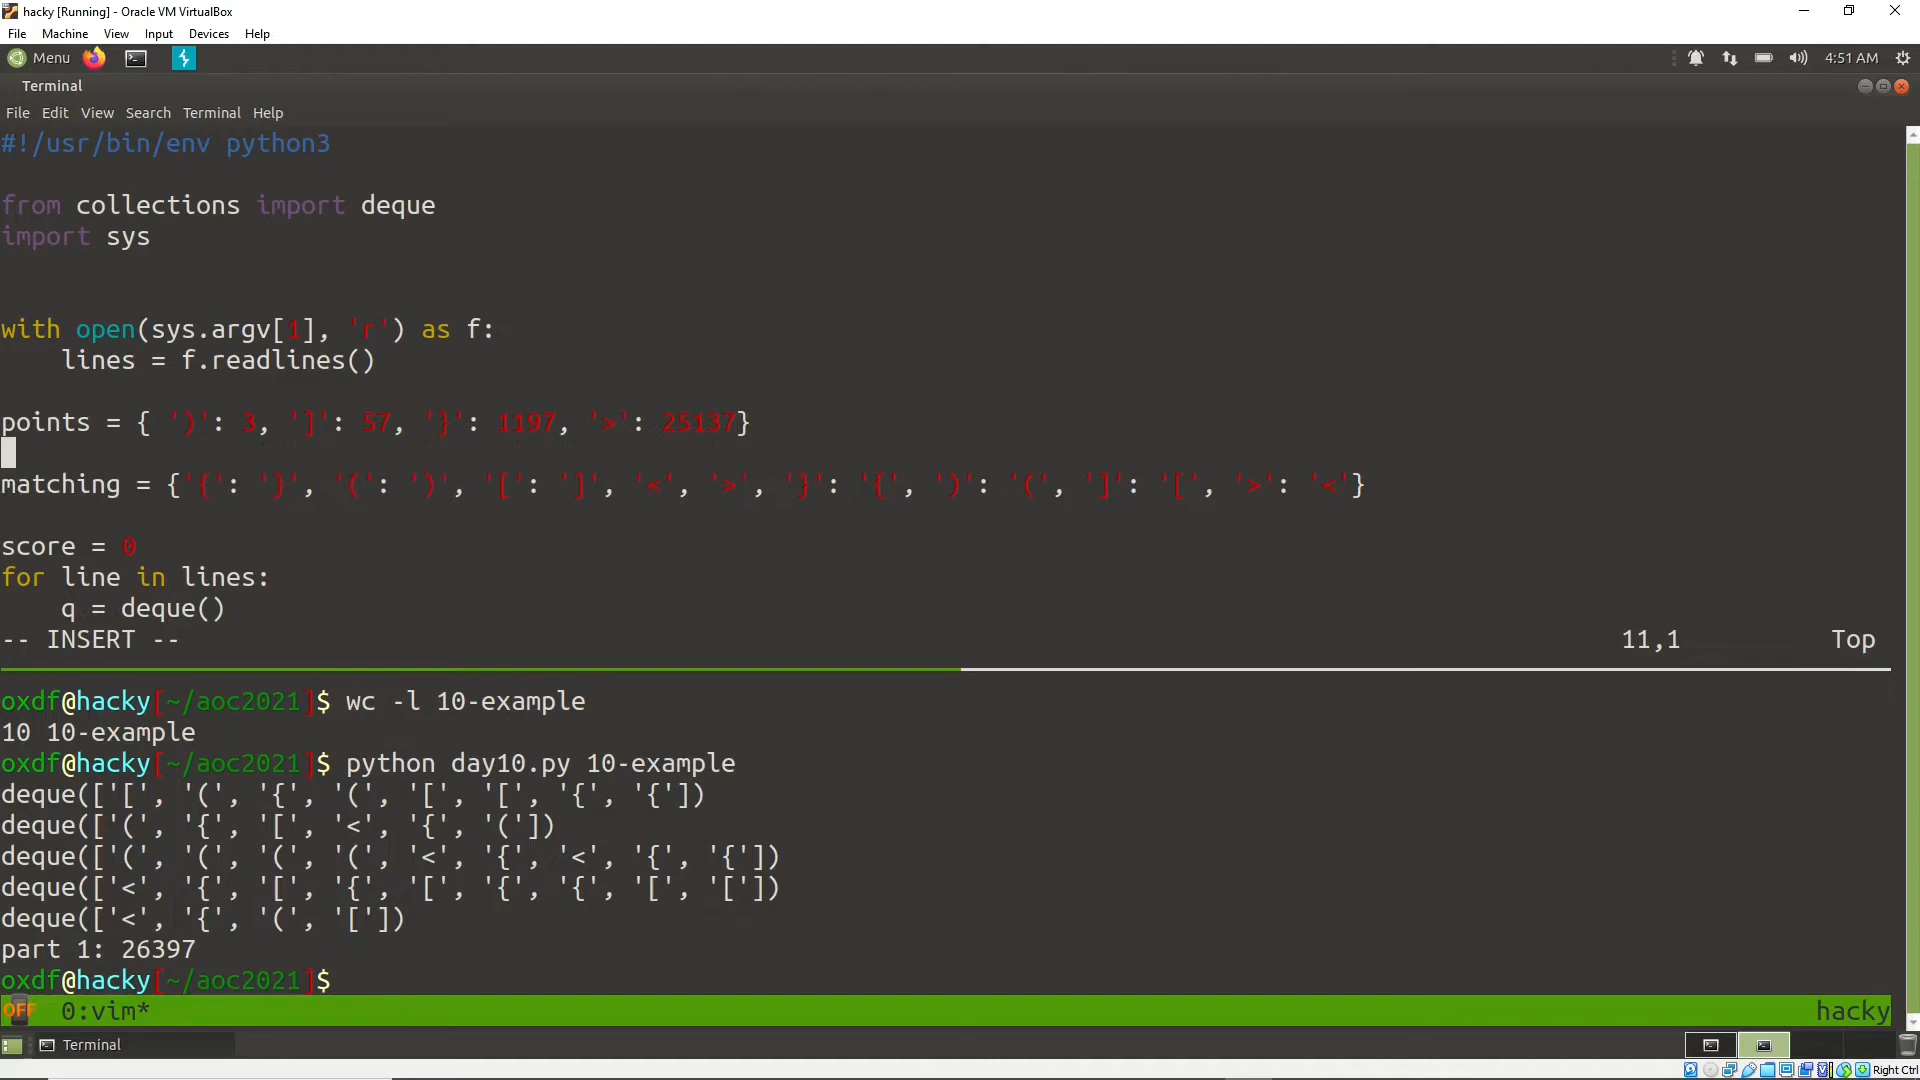 hacky [Running] - Oracle VM VirtualBox
File Machine View Input Devices Help
Menu 4:51 AM
Terminal
File Edit View Search Terminal Help
#!/usr/bin/env python3
from collections import deque
import sys
with open(sys.argv[1], 'r') as f:
    lines = f.readlines()
points = { ')': 3, ']': 57, '}': 1197, '>': 25137}
matching = {'{': '}', '(': ')', '[': ']', '<', '>', '}': '{', ')': '(', ']': '[', '>': '<'}
score = 0
for line in lines:
    q = deque()
-- INSERT -- 11,1 Top
oxdf@hacky[~/aoc2021]$ wc -l 10-example
10 10-example
oxdf@hacky[~/aoc2021]$ python day10.py 10-example
deque(['[', '(', '{', '(', '[', '[', '{', '{'])
deque(['(', '{', '[', '<', '{', '('])
deque(['(', '(', '(', '(', '<', '{', '<', '{', '{'])
deque(['<', '{', '[', '{', '[', '{', '{', '[', '['])
deque(['<', '{', '(', '['])
part 1: 26397
oxdf@hacky[~/aoc2021]$
OFF 0:vim* hacky
Terminal
Right Ctrl